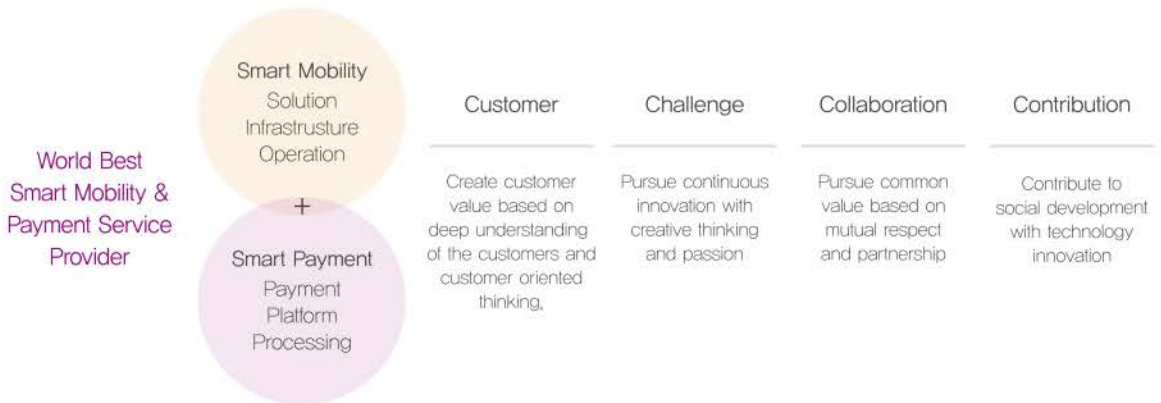 World Best
Smart Mobility &
Payment Service
Provider
Smart Mobility
Solution
Infrastrusture
Operation
+
Smart Payment
Payment
Platform
Processing
Customer
Create customer
value based on
deep understanding
of the customers and
customer oriented
thinking,
Challenge
Pursue continuous
innovation with
creative thinking
and passion
Collaboration
Pursue common
value based on
mutual respect
and partnership
Contribution
Contribute to
social development
with technology
innovation